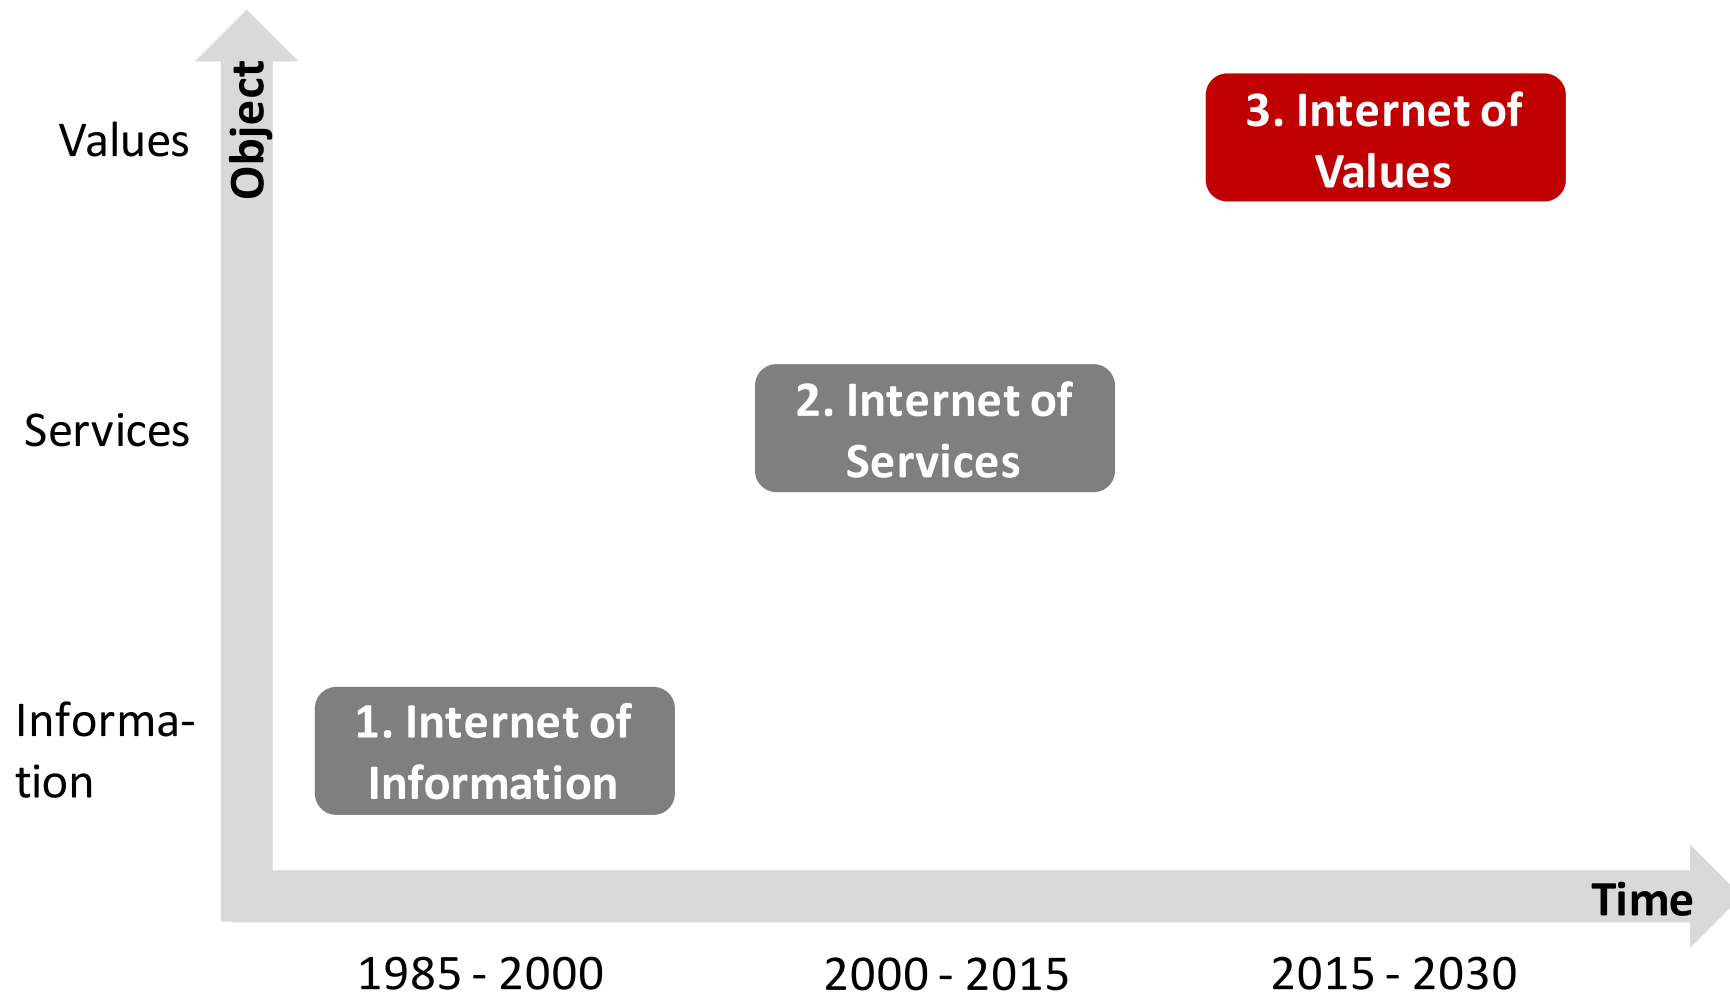 Object
Values
3. Internet of
Values
Services
2. Internet of
Services
Informa-
tion
1. Internet of
Information
Time
1985 - 2000
2000 - 2015
2015 - 2030